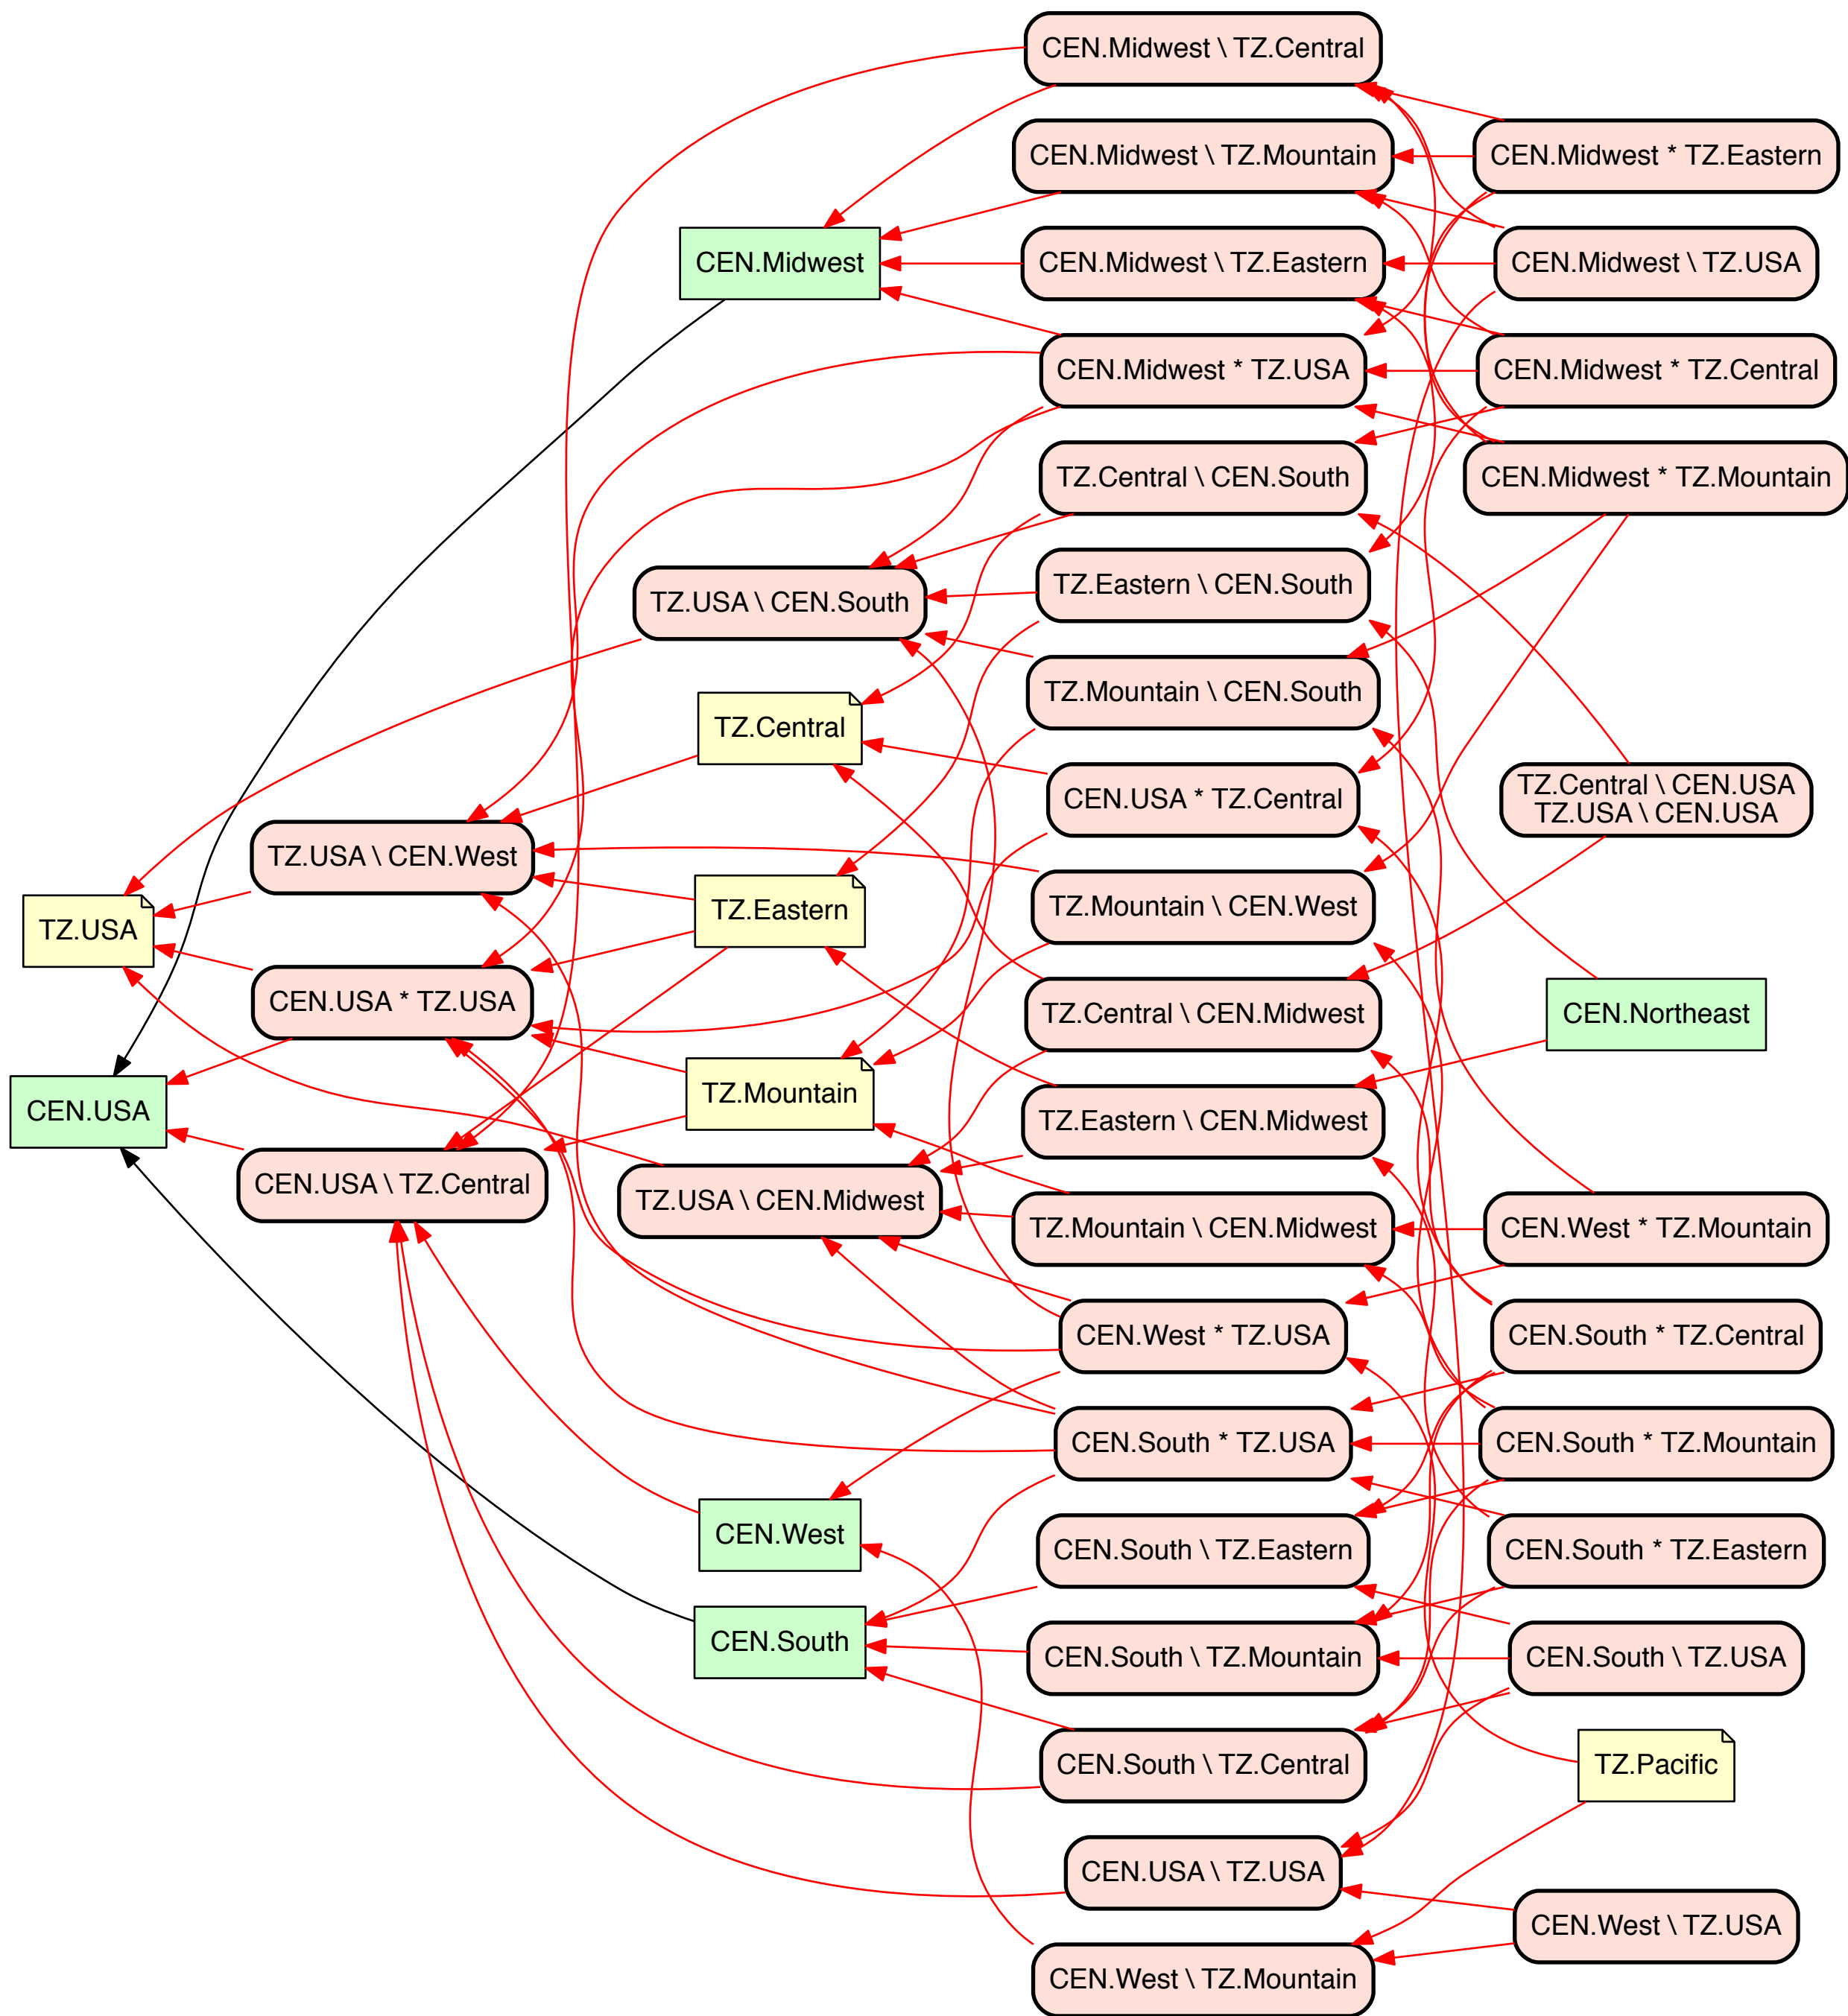 CEN.Midwest \ TZ.Central
CEN.Midwest \ TZ.Mountain
CEN.Midwest * TZ.Eastern
CEN.Midwest
CEN.Midwest \ TZ.Eastern
CEN.Midwest \ TZ.USA
CEN.Midwest * TZ.USA
CEN.Midwest * TZ.Central
TZ.Central \ CEN.South
CEN.Midwest * TZ.Mountain
TZ.USA \ CEN.South
TZ.Eastern \ CEN.South
TZ.Mountain \ CEN.South
TZ.Central
CEN.USA * TZ.Central
TZ.Central \ CEN.USA
TZ.USA \ CEN.USA
TZ.USA \ CEN.West
TZ.Mountain \ CEN.West
TZ.USA
TZ.Eastern
CEN.USA * TZ.USA
TZ.Central \ CEN.Midwest
CEN.Northeast
CEN.USA
TZ.Mountain
TZ.Eastern \ CEN.Midwest
CEN.USA \ TZ.Central
TZ.USA \ CEN.Midwest
TZ.Mountain \ CEN.Midwest
CEN.West * TZ.Mountain
CEN.West * TZ.USA
CEN.South * TZ.Central
CEN.South * TZ.USA
CEN.South * TZ.Mountain
CEN.West
CEN.South \ TZ.Eastern
CEN.South * TZ.Eastern
CEN.South
CEN.South \ TZ.Mountain
CEN.South \ TZ.USA
CEN.South \ TZ.Central
TZ.Pacific
CEN.USA \ TZ.USA
CEN.West \ TZ.USA
CEN.West \ TZ.Mountain